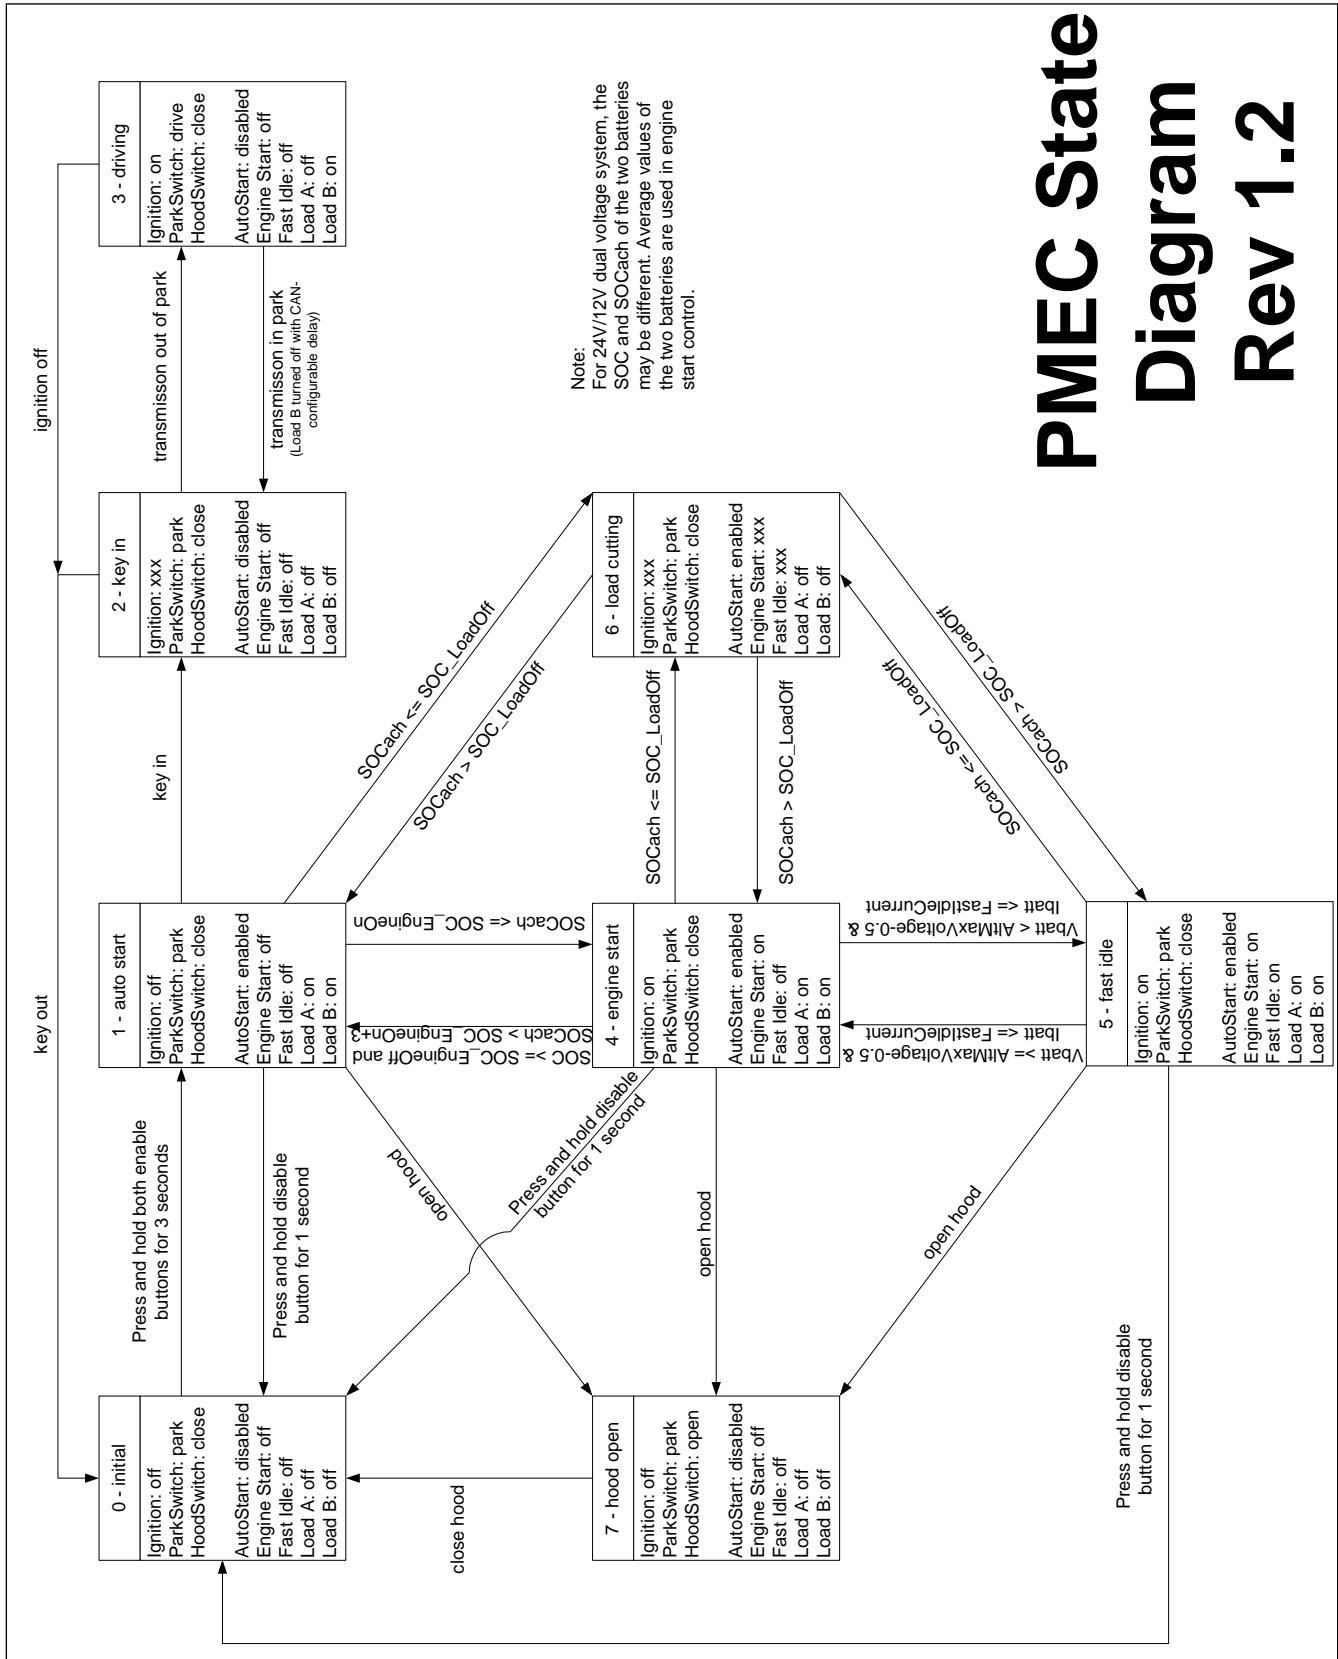 PMEC State
Diagram
Rev 1.2
0 - initial
Ignition: off
ParkSwitch: park
HoodSwitch: close
AutoStart: disabled
Engine Start: off
Fast Idle: off
Load A: off
Load B: off
Press and hold both enable
buttons for 3 seconds
Press and hold disable
button for 1 second
1 - auto start
Ignition: off
ParkSwitch: park
HoodSwitch: close
AutoStart: enabled
Engine Start: off
Fast Idle: off
Load A: on
Load B: on
key out
key in
2 - key in
Ignition: xxx
ParkSwitch: park
HoodSwitch: close
AutoStart: disabled
Engine Start: off
Fast Idle: off
Load A: off
Load B: off
ignition off
transmisson out of park
transmisson in park
(Load B turned off with CAN-
configurable delay)
3 - driving
Ignition: on
ParkSwitch: drive
HoodSwitch: close
AutoStart: disabled
Engine Start: off
Fast Idle: off
Load A: off
Load B: on
close hood
open hood
Press and hold disable
button for 1 second
SOC >= SOC_EngineOff and
SOCach > SOC_EngineOn+3
SOCach <= SOC_EngineOn
SOCach <= SOC_LoadOff
SOCach > SOC_LoadOff
7 - hood open
Ignition: off
ParkSwitch: park
HoodSwitch: open
AutoStart: disabled
Engine Start: off
Fast Idle: off
Load A: off
Load B: off
open hood
4 - engine start
Ignition: on
ParkSwitch: park
HoodSwitch: close
AutoStart: enabled
Engine Start: on
Fast Idle: off
Load A: on
Load B: on
SOCach <= SOC_LoadOff
SOCach > SOC_LoadOff
6 - load cutting
Ignition: xxx
ParkSwitch: park
HoodSwitch: close
AutoStart: enabled
Engine Start: xxx
Fast Idle: xxx
Load A: off
Load B: off
Note:
For 24V/12V dual voltage system, the
SOC and SOCach of the two batteries
may be different. Average values of
the two batteries are used in engine
start control.
open hood
Vbatt >= AltMaxVoltage-0.5 &
Ibatt <= FastIdleCurrent
Vbatt < AltMaxVoltage-0.5 &
Ibatt <= FastIdleCurrent
SOCach <= SOC_LoadOff
SOCach > SOC_LoadOff
Press and hold disable
button for 1 second
5 - fast idle
Ignition: on
ParkSwitch: park
HoodSwitch: close
AutoStart: enabled
Engine Start: on
Fast Idle: on
Load A: on
Load B: on